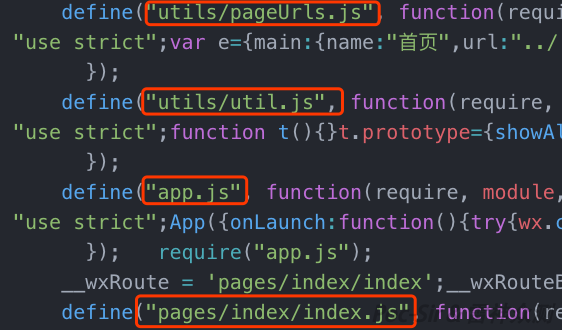 define("utils/pageUrls.js", function(requi
"use strict";var e={main:{name:"首页",url:"../
});
define("utils/util.js", function(require,
"use strict";function t(){}t.prototype={showAl
});
define("app.js", function(require, module,
"use strict";App({onLaunch:function(){try{wx.c
}); require("app.js");
__wxRoute = 'pages/index/index';__wxRouteB
define("pages/index/index.js" function(re